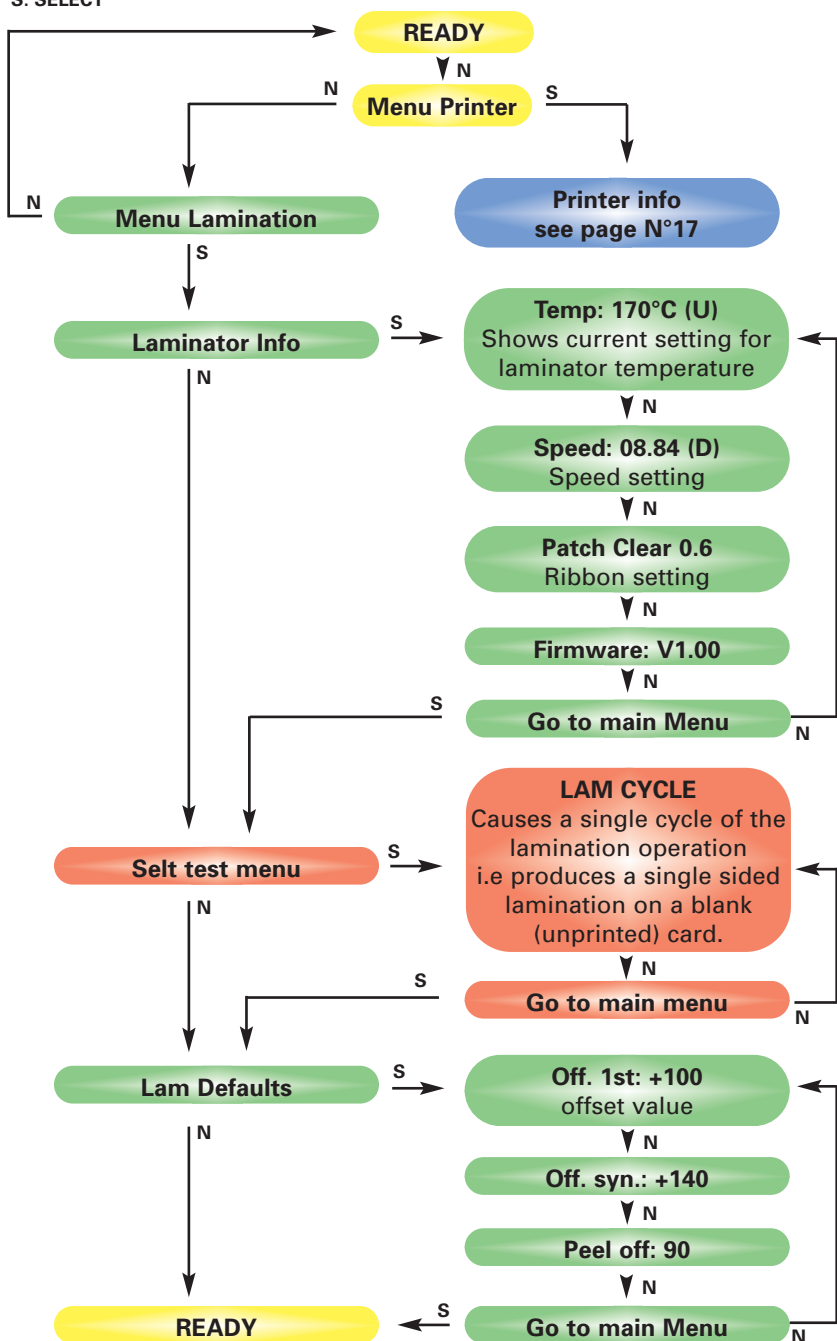 S: SELECT
READY
N
Menu Printer
N
S
N
Menu Lamination
Printer info
see page N°17
S
Laminator Info
S
Temp: 170°C (U)
Shows current setting for
laminator temperature
N
N
Speed: 08.84 (D)
Speed setting
N
Patch Clear 0.6
Ribbon setting
N
Firmware: V1.00
N
S
Go to main Menu
N
LAM CYCLE
Causes a single cycle of the
lamination operation
i.e produces a single sided
lamination on a blank
(unprinted) card.
Selt test menu
S
N
N
S
Go to main menu
N
Lam Defaults
S
Off. 1st: +100
offset value
N
N
Off. syn.: +140
N
Peel off: 90
N
READY
S
Go to main Menu
N